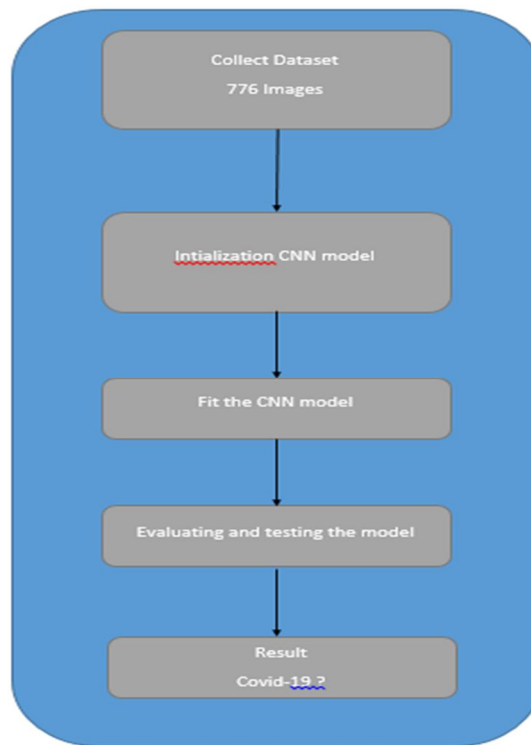 Collect Dataset
776 Images
Intialization CNN model
Fit the CNN model
Evaluating and testing the model
Result
Covid-19 ?